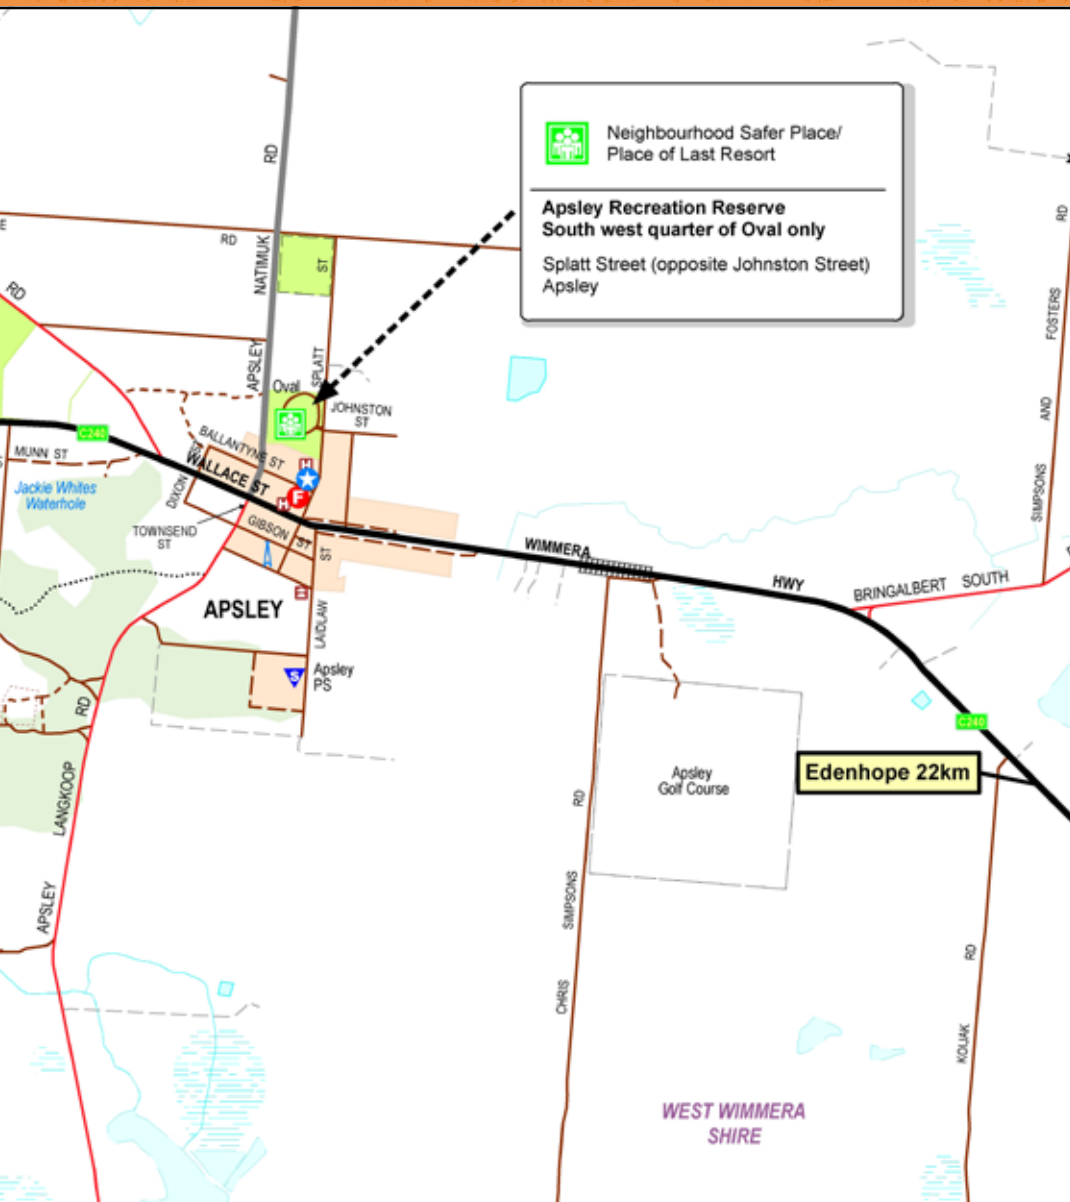 Neighbourhood Safer Place/
Place of Last Resort
Apsley Recreation Reserve
South west quarter of Oval only
Splatt Street (opposite Johnston Street)
Apsley
RD
RD
RD
E
RD
NATIMUK
ST
FOSTERS
APSLEY
SPLATT
Oval
JOHNSTON
ST
AND
C240
BALLANTYNE ST
MUNN ST
WALLACE ST
H
F
H
SIMPSONS
Jackie Whites
Waterhole
DIXON
ST
TOWNSEND
ST
GIBSON ST
ST
WIMMERA
HWY
BRINGALBERT SOUTH
APSLEY
LAIDLAW
Apsley
PS
S
RD
C240
Edenhope 22km
Apsley
Golf Course
LANGKOOP
RD
APSLEY
SIMPSONS
RD
CHRIS
KOIJAK
WEST WIMMERA
SHIRE